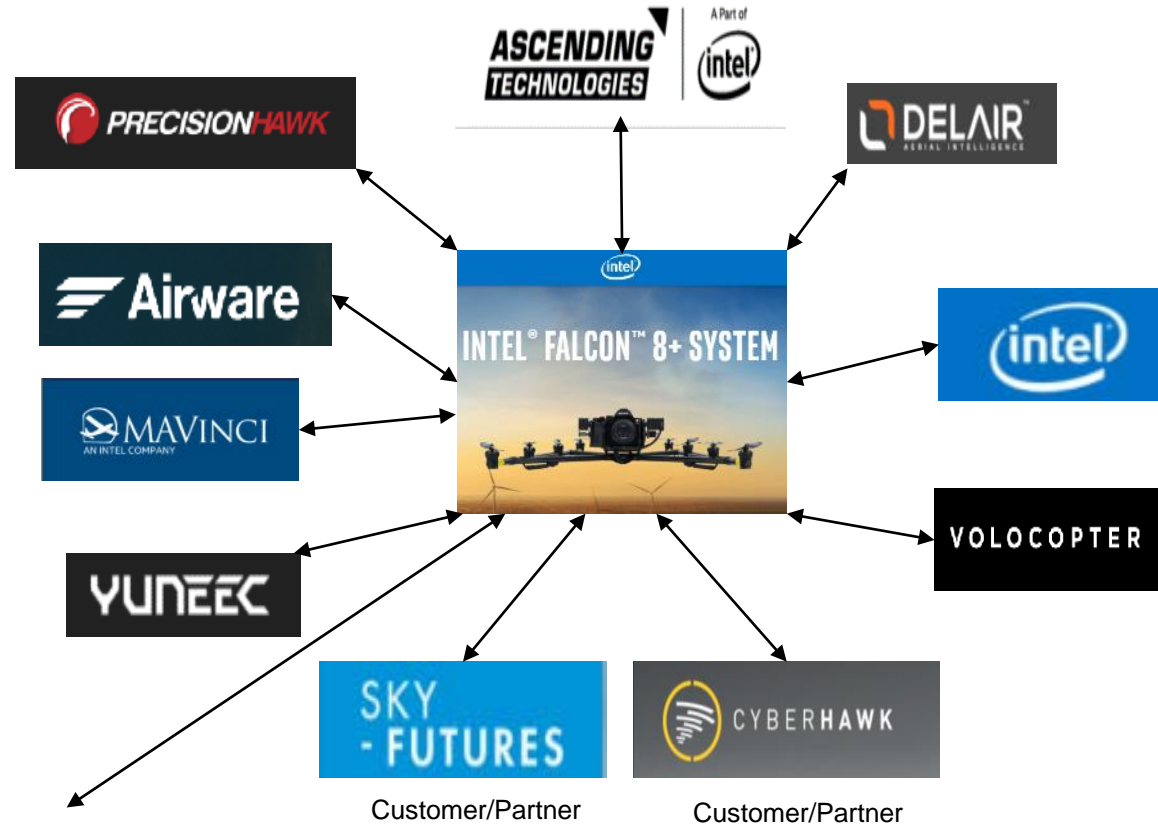 ASCENDING
TECHNOLOGIES
A Part of
intel
PRECISIONHAWK
DELAIR™
AERIAL INTELLIGENCE
Airware
intel
INTEL® FALCON™ 8+ SYSTEM
intel
MAVINCI
AN INTEL COMPANY
VOLOCOPTER
YUNEEC
SKY
- FUTURES
CYBERHAWK
Customer/Partner
Customer/Partner